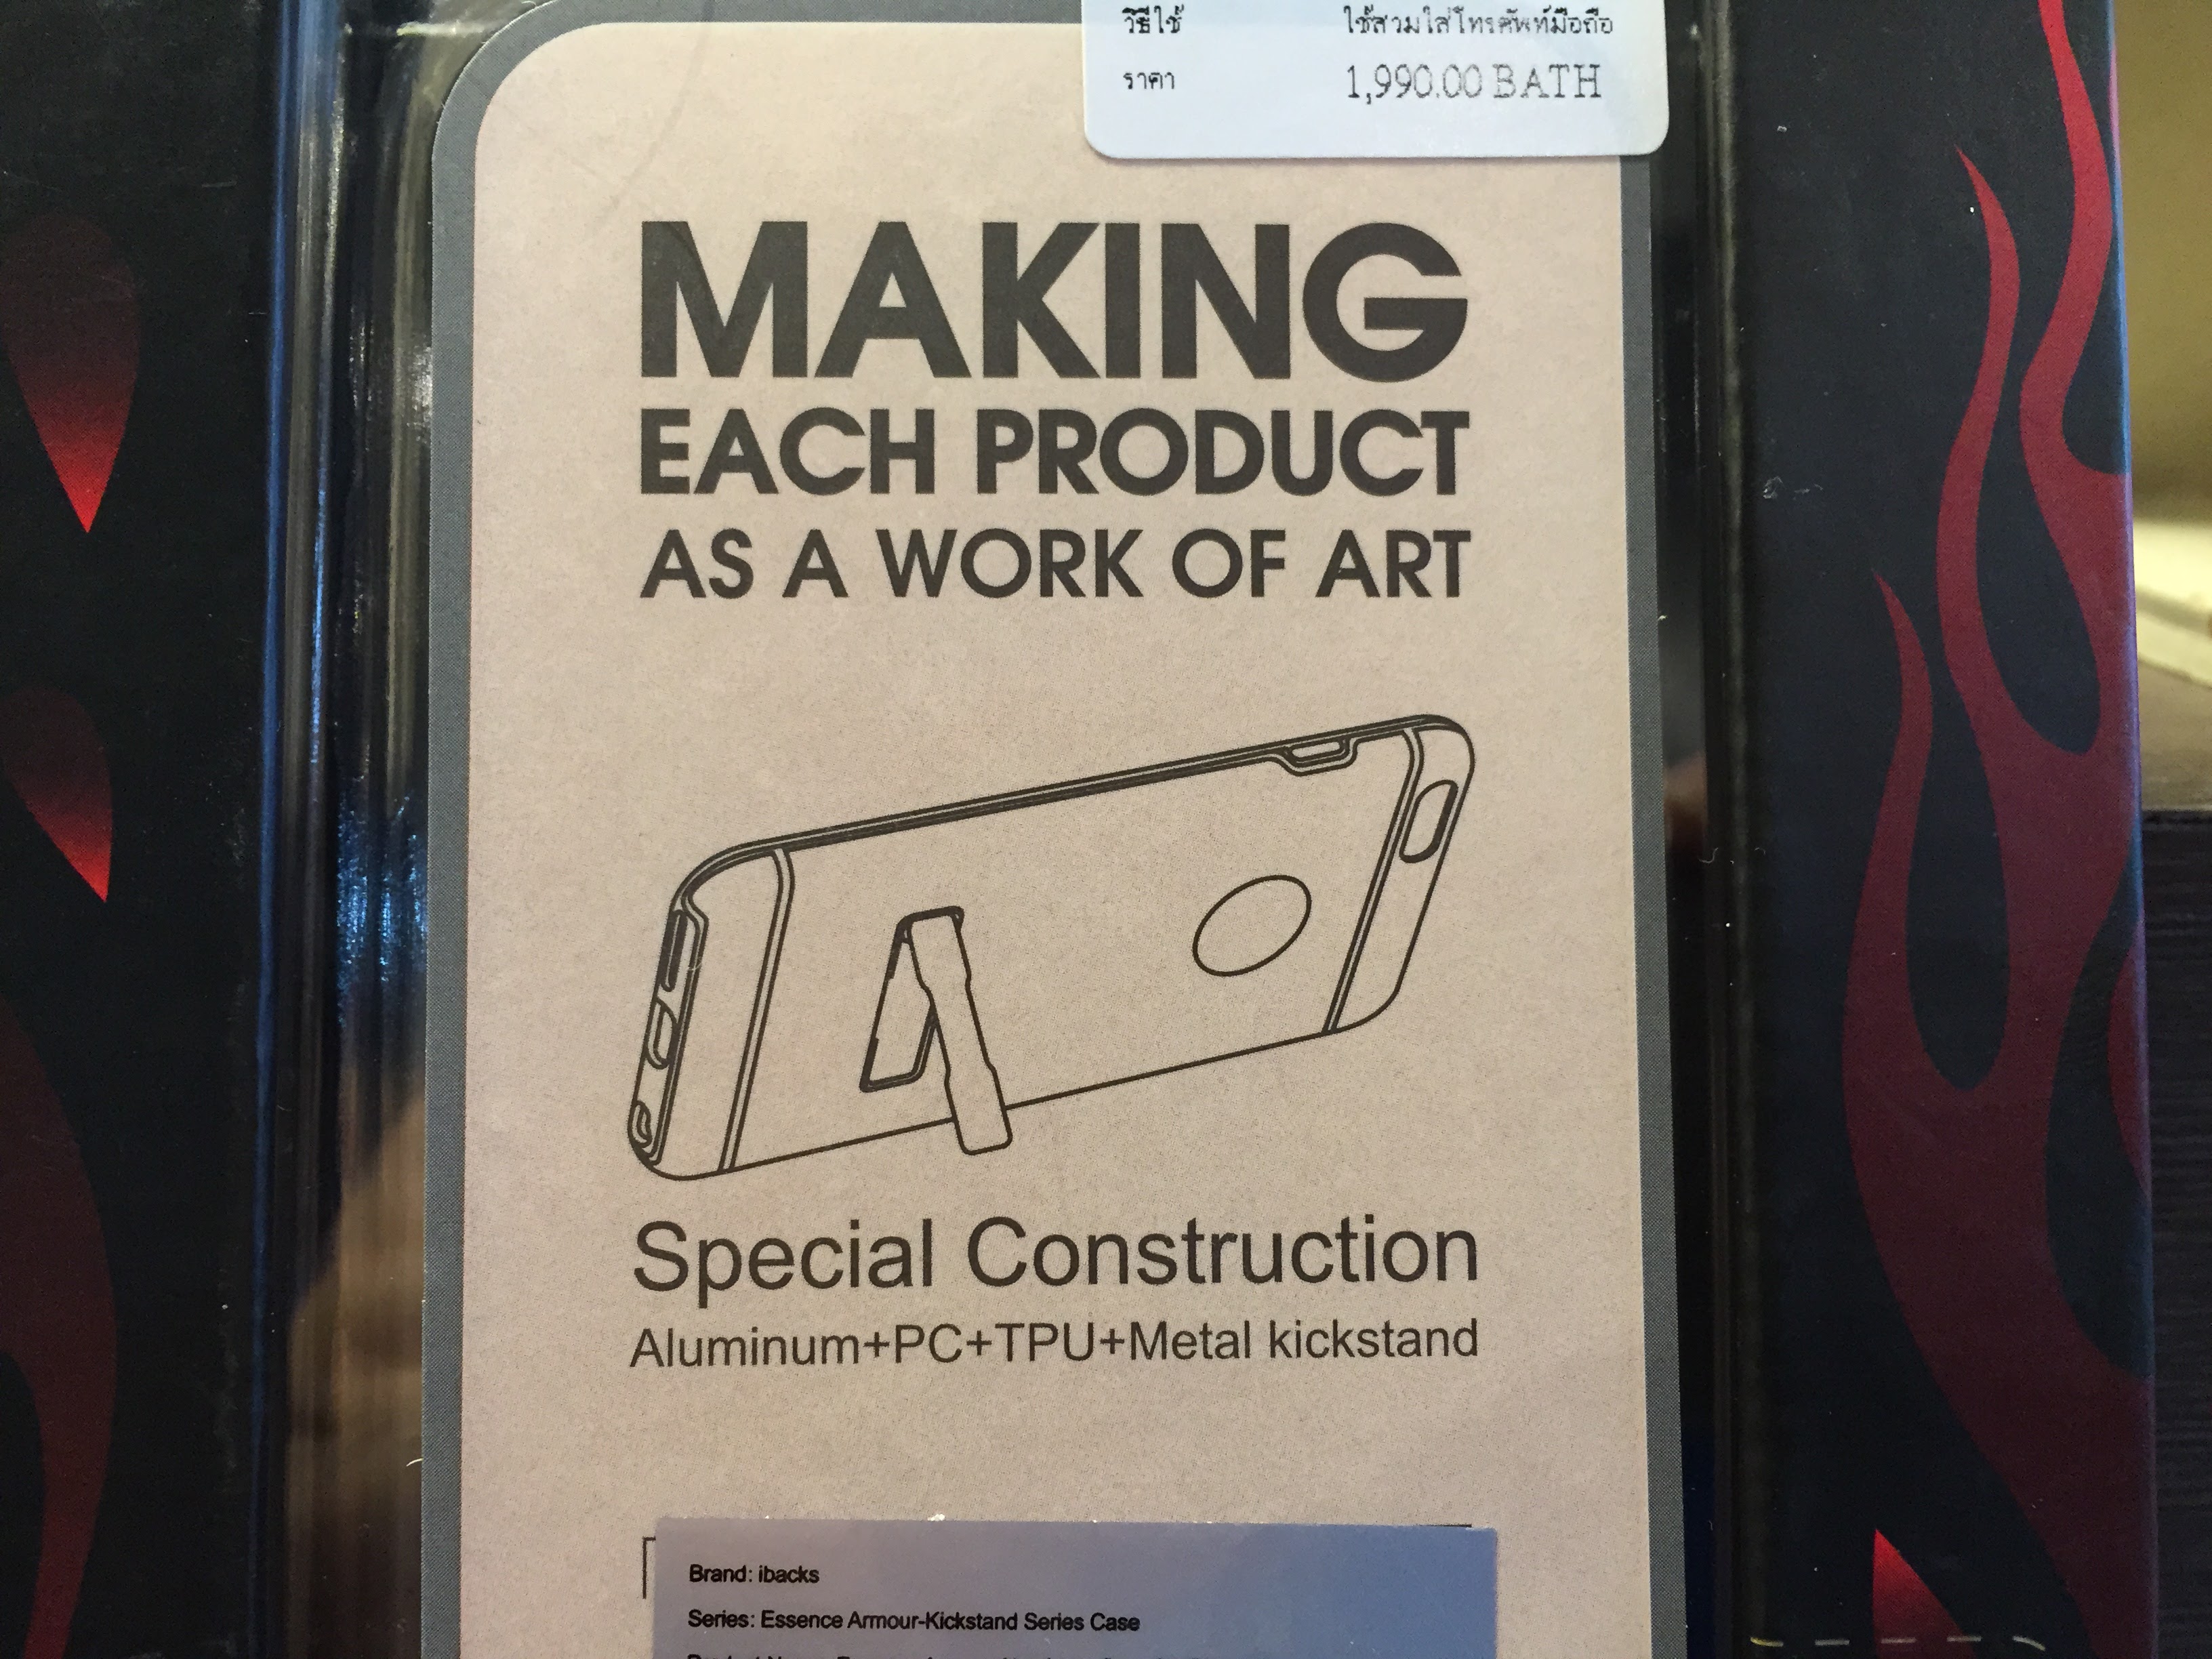 วิธีใช้ ใช้สวมใส่โทรศัพท์มือถือ
ราคา 1,990.00 BATH
MAKING
EACH PRODUCT
AS A WORK OF ART
Special Construction
Aluminum+PC+TPU+Metal kickstand
Brand: ibacks
Series: Essence Armour-Kickstand Series Case